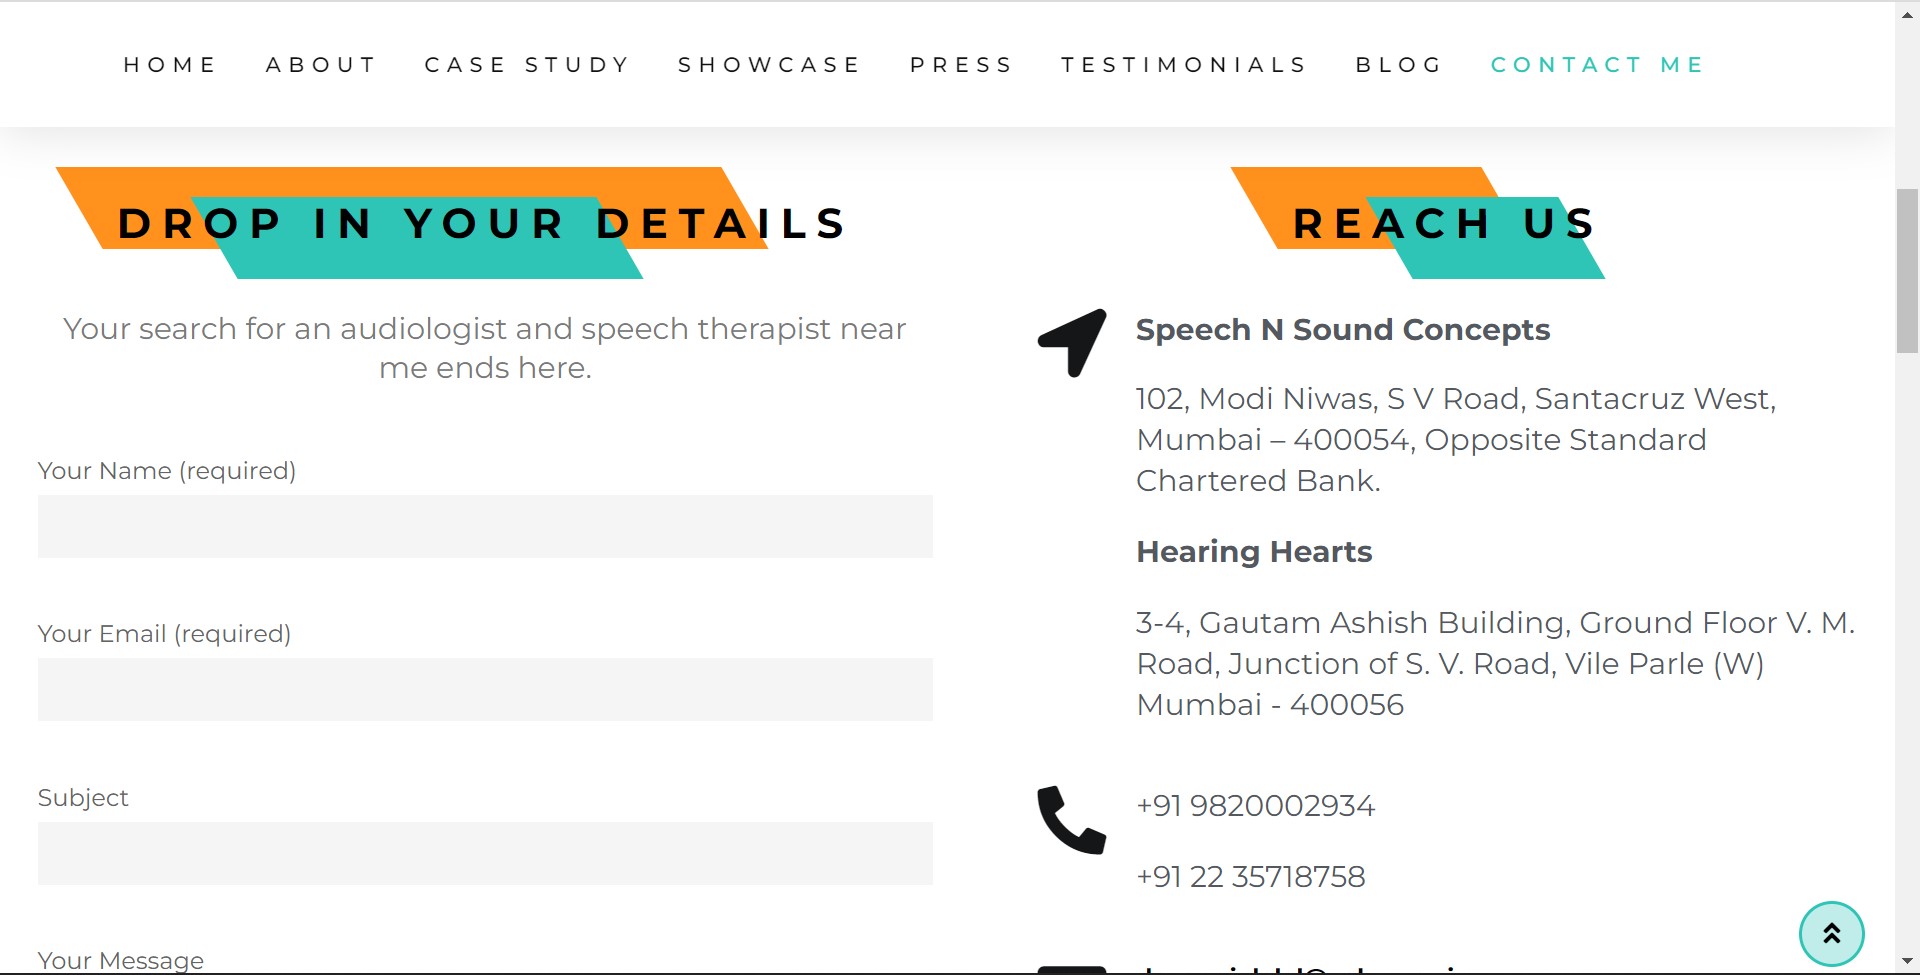 HOME ABOUT CASE STUDY SHOWCASE PRESS TESTIMONIALS BLOG CONTACT ME
DROP IN YOUR DETAILS
Your search for an audiologist and speech therapist near
me ends here.
Your Name (required)
Your Email (required)
Subject
Your Message
REACH US
Speech N Sound Concepts
102, Modi Niwas, S V Road, Santacruz West,
Mumbai – 400054, Opposite Standard
Chartered Bank.
Hearing Hearts
3-4, Gautam Ashish Building, Ground Floor V. M.
Road, Junction of S. V. Road, Vile Parle (W)
Mumbai - 400056
+91 9820002934
+91 22 35718758